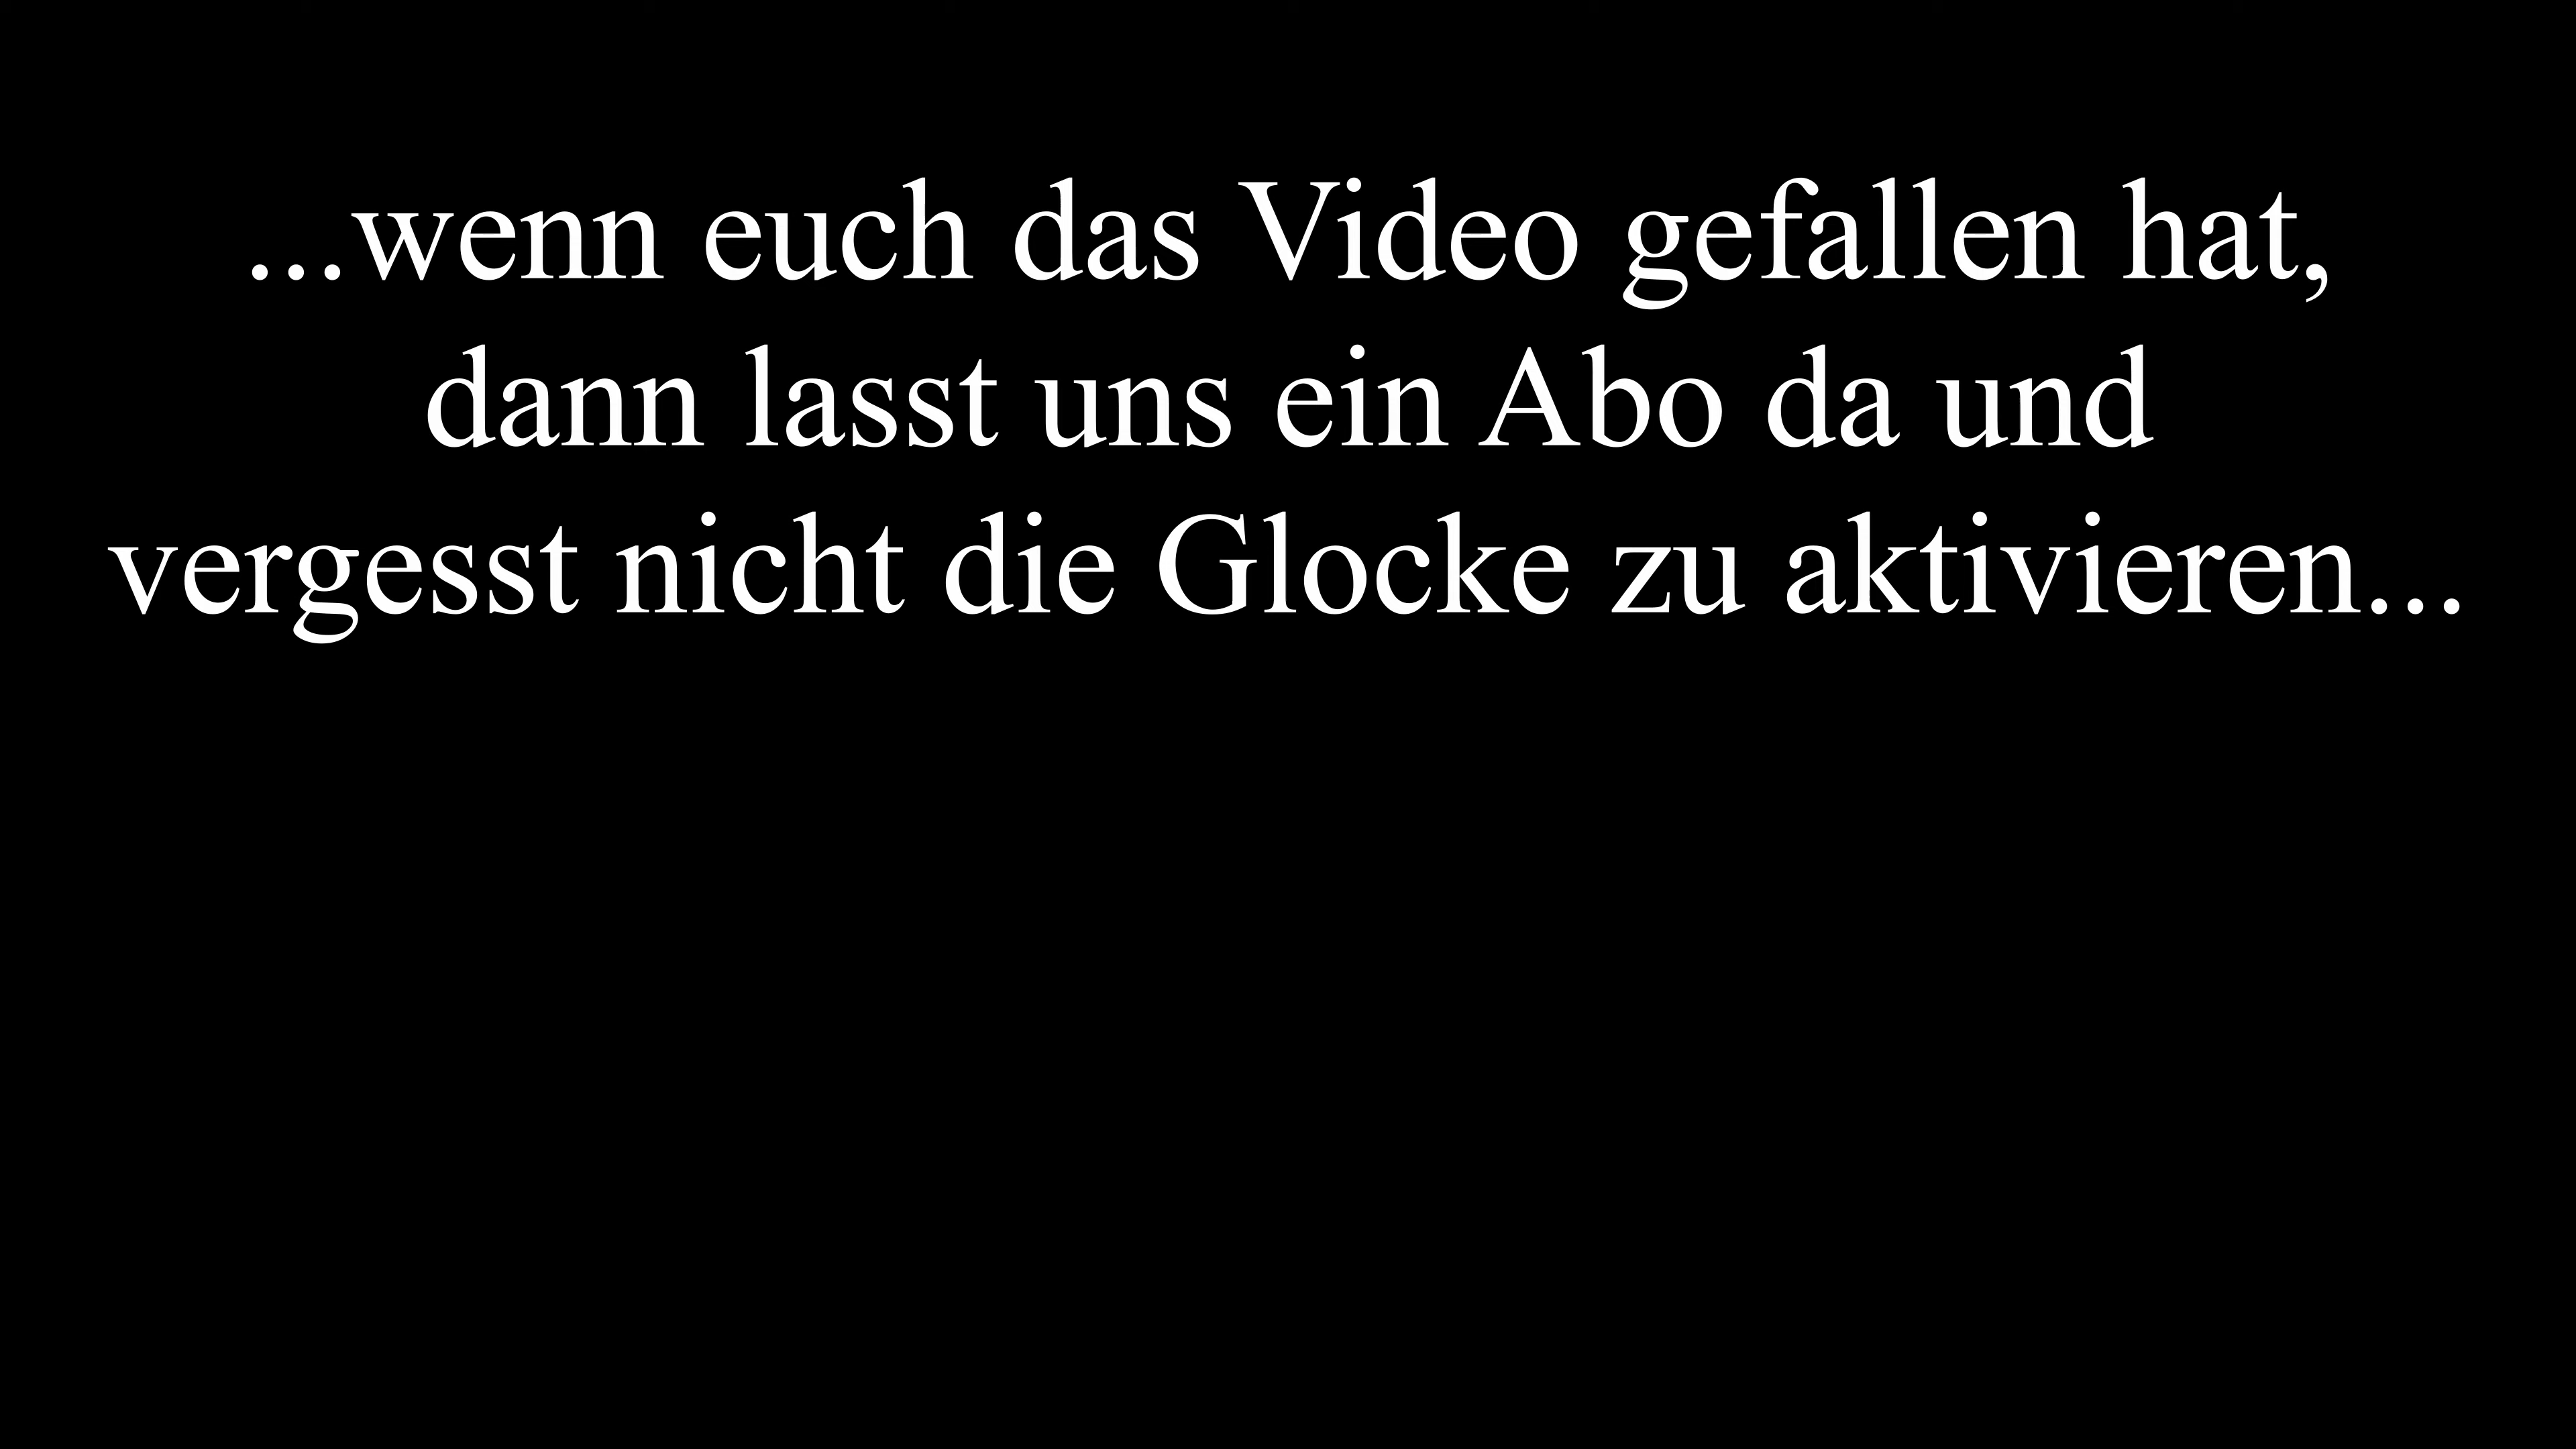 ...wenn euch das Video gefallen hat,
dann lasst uns ein Abo da und
vergesst nicht die Glocke zu aktivieren...